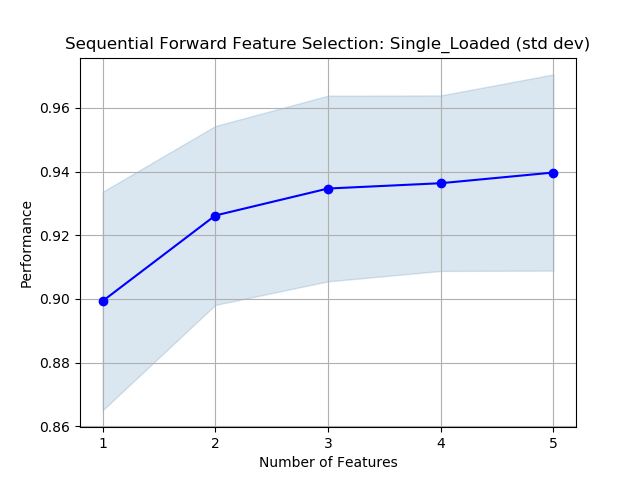 Sequential Forward Feature Selection: Single_Loaded (std dev)
0.96
0.94
0.92
0.90
0.88
0.86
Performance
1 2 3 4 5
Number of Features